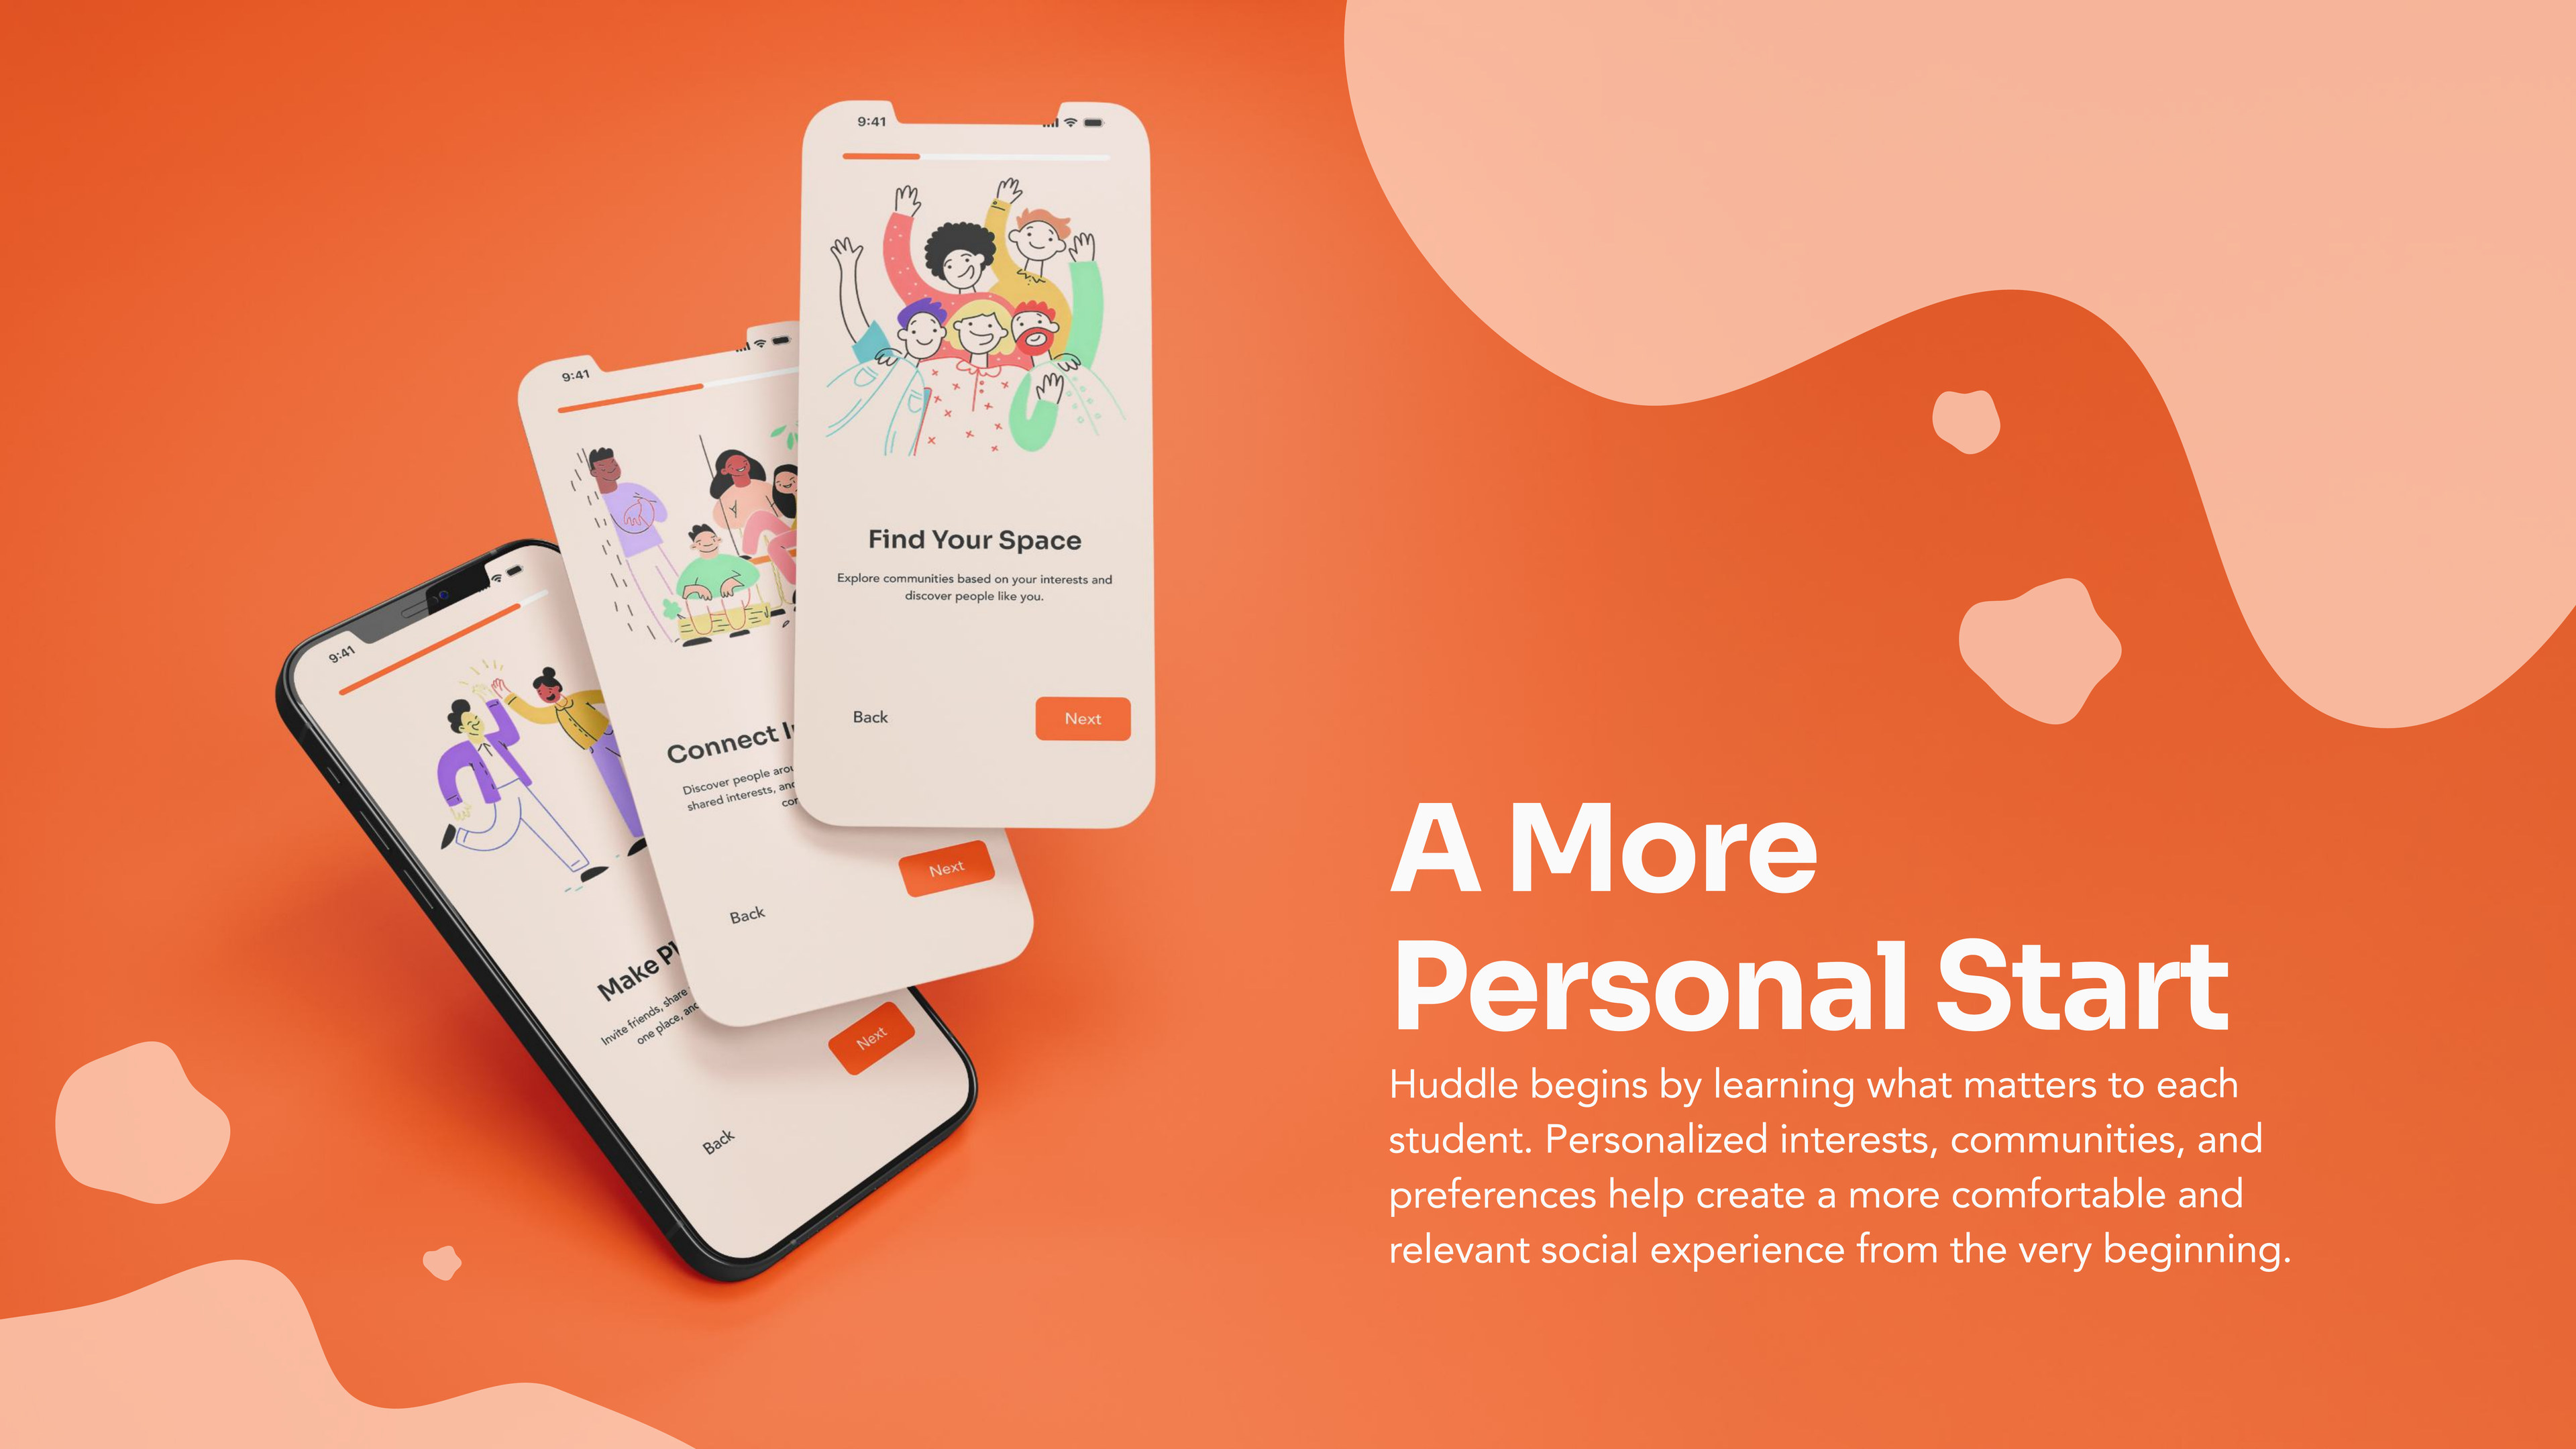 9:41
Find Your Space
Explore communities based on your interests and
discover people like you.
Back
Next
9:41
Connect
Discover people
shared interests,
Next
Back
9:41
Make
Invite friends, share
one place,
Next
Back
A More
Personal Start
Huddle begins by learning what matters to each
student. Personalized interests, communities, and
preferences help create a more comfortable and
relevant social experience from the very beginning.